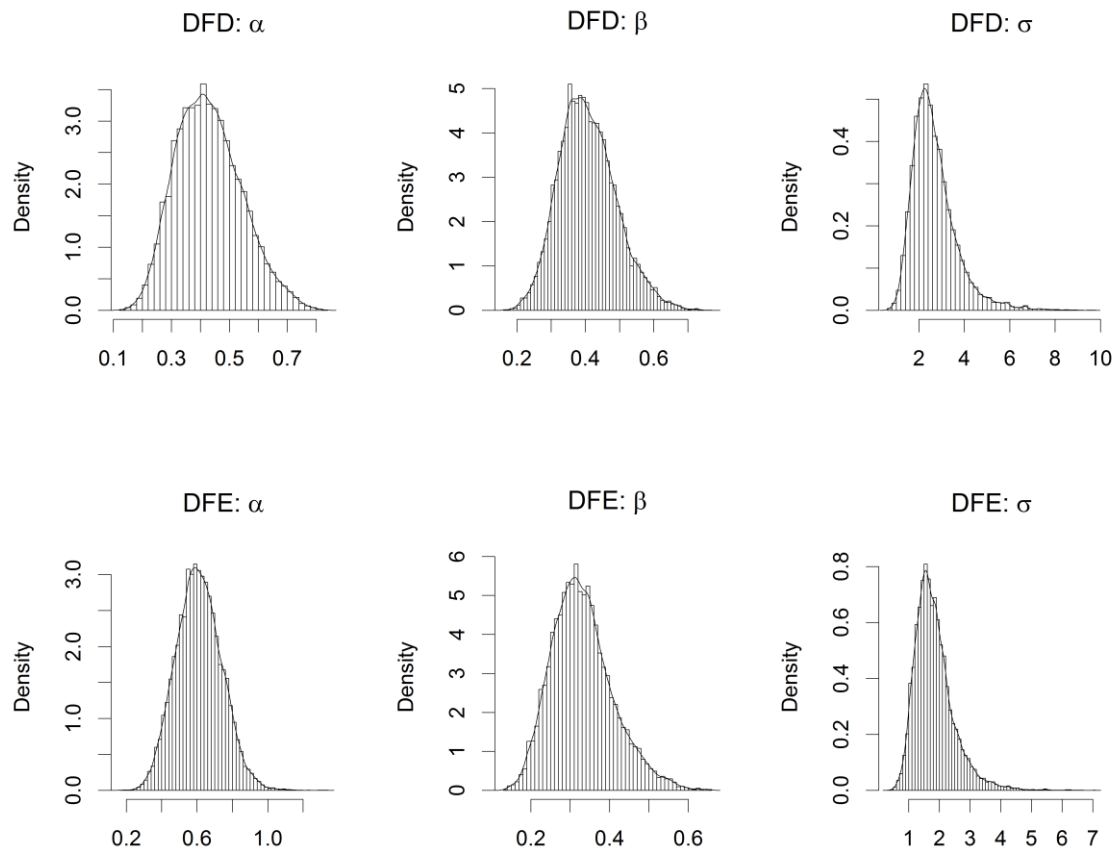 DFD: α
DFD: β
DFD: σ
Density
0.0 1.0 2.0 3.0
0.1 0.3 0.5 0.7
Density
0 1 2 3 4 5
0.2 0.4 0.6
Density
0.0 0.2 0.4
2 4 6 8 10
DFE: α
DFE: β
DFE: σ
Density
0.0 1.0 2.0 3.0
0.2 0.6 1.0
Density
0 1 2 3 4 5 6
0.2 0.4 0.6
Density
0.0 0.2 0.4 0.6 0.8
1 2 3 4 5 6 7